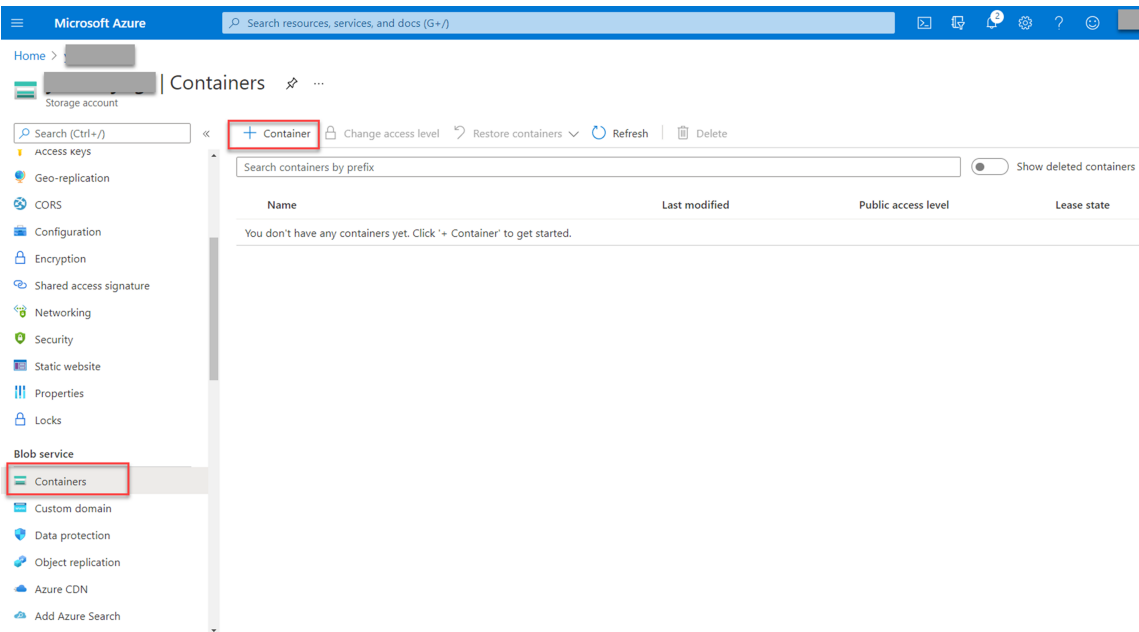 Microsoft Azure
Search resources, services, and docs (G+/)
2
Home >
| Containers
Storage account
Search (Ctrl+/)
«
+ Container
Change access level
Restore containers
Refresh
Delete
Access keys
Geo-replication
CORS
Configuration
Encryption
Shared access signature
Networking
Security
Static website
Properties
Locks
Blob service
Containers
Custom domain
Data protection
Object replication
Azure CDN
Add Azure Search
Search containers by prefix
Show deleted containers
Name Last modified Public access level Lease state
You don't have any containers yet. Click '+ Container' to get started.